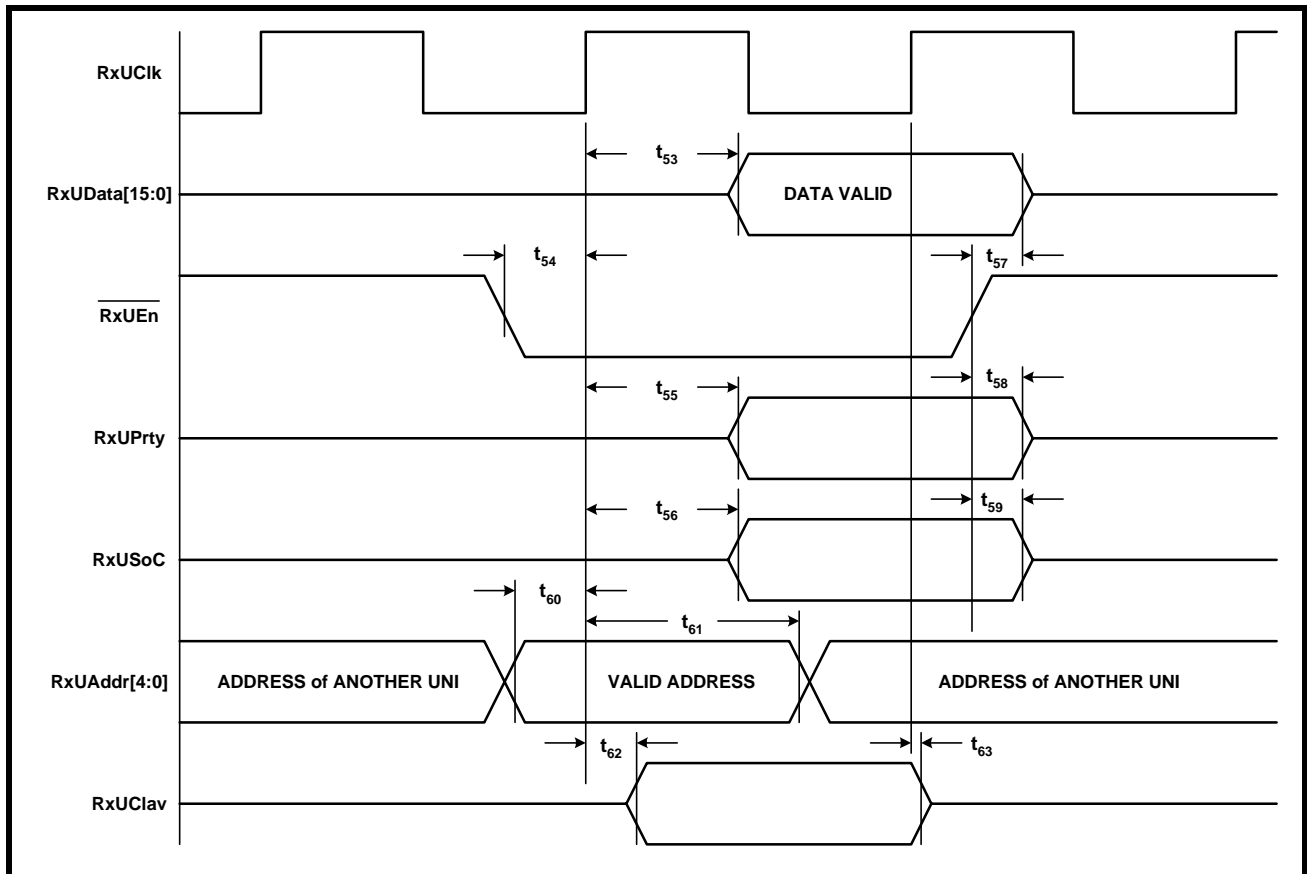 RxUClk
t53
RxUData[15:0]
DATA VALID
t54
t57
RxUEn
t55
t58
RxUPrty
t56
t59
RxUSoC
t60
t61
RxUAddr[4:0]
ADDRESS of ANOTHER UNI
VALID ADDRESS
ADDRESS of ANOTHER UNI
t62
t63
RxUClav